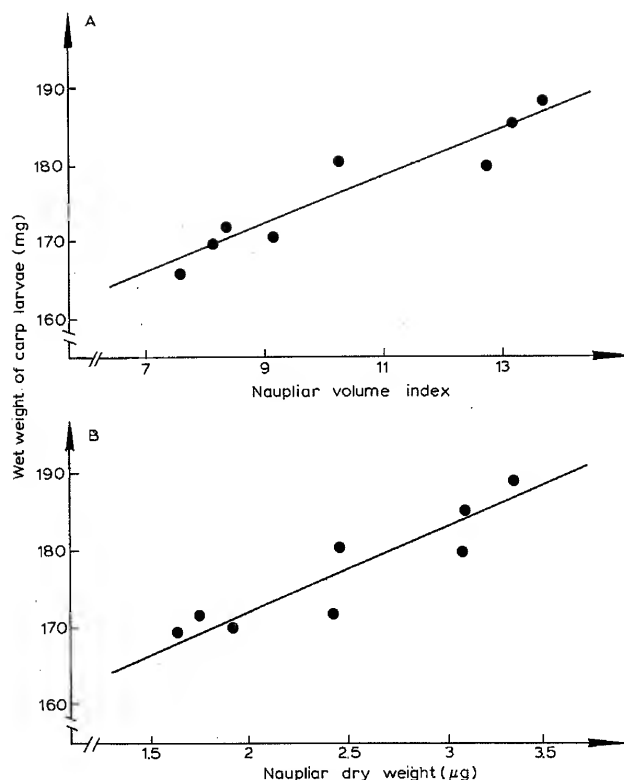 A
190
180
170
160
7 9 11 13
Naupliar volume index
Wet weight of carp larvae (mg)
B
190
180
170
160
1.5 2 2.5 3 3.5
Naupliar dry weight (µg)